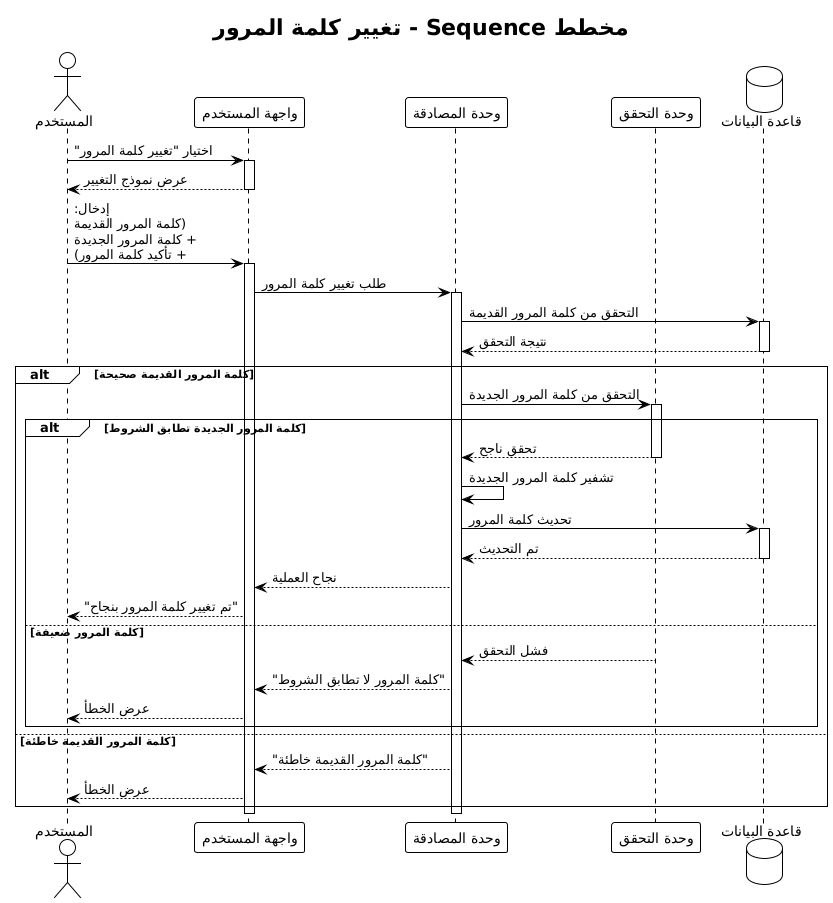 مخطط Sequence - تغيير كلمة المرور
المستخدم
واجهة المستخدم
وحدة المصادقة
وحدة التحقق
قاعدة البيانات
اختيار "تغيير كلمة المرور"
عرض نموذج التغيير
إدخال:
(كلمة المرور القديمة
+ كلمة المرور الجديدة
+ تأكيد كلمة المرور)
طلب تغيير كلمة المرور
التحقق من كلمة المرور القديمة
نتيجة التحقق
alt
[كلمة المرور القديمة صحيحة]
التحقق من كلمة المرور الجديدة
alt
[كلمة المرور الجديدة تطابق الشروط]
تحقق ناجح
تشفير كلمة المرور الجديدة
تحديث كلمة المرور
تم التحديث
نجاح العملية
"تم تغيير كلمة المرور بنجاح"
[كلمة المرور ضعيفة]
فشل التحقق
"كلمة المرور لا تطابق الشروط"
عرض الخطأ
[كلمة المرور القديمة خاطئة]
"كلمة المرور القديمة خاطئة"
عرض الخطأ
المستخدم
واجهة المستخدم
وحدة المصادقة
وحدة التحقق
قاعدة البيانات